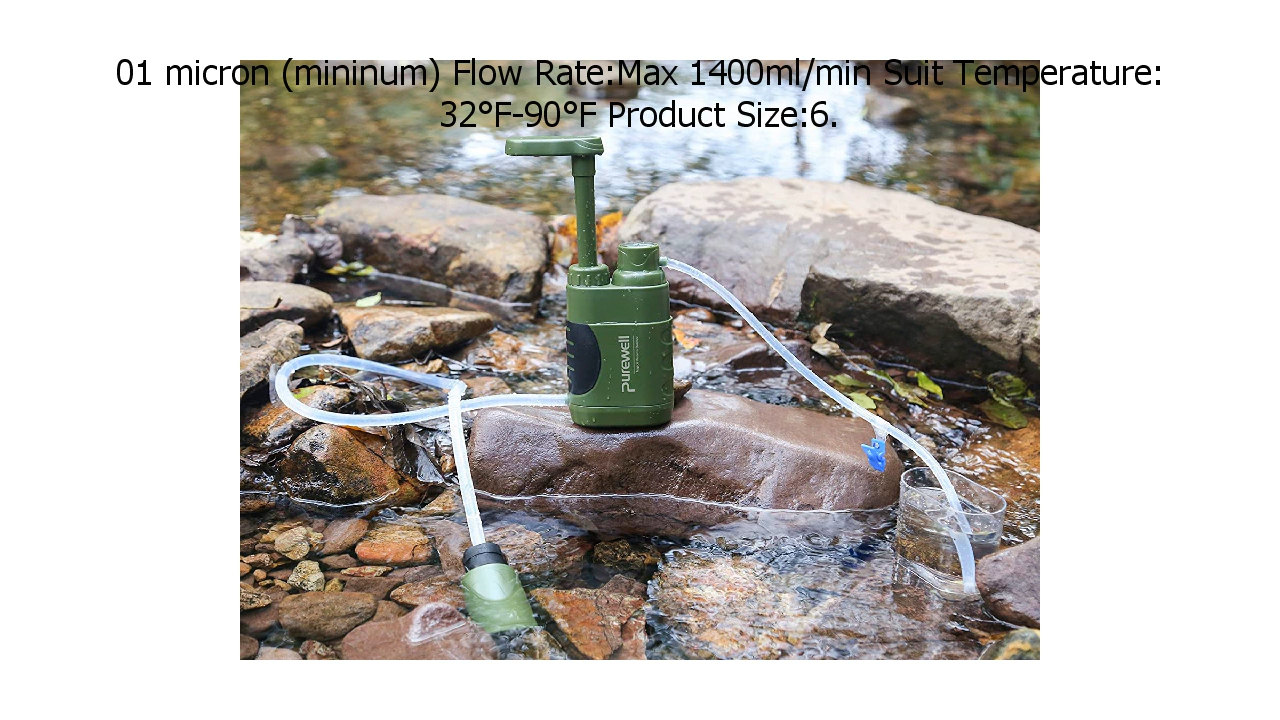 01 micron (mininum) Flow Rate:Max 1400ml/min Suit Temperature:
32°F-90°F Product Size:6.
purewell